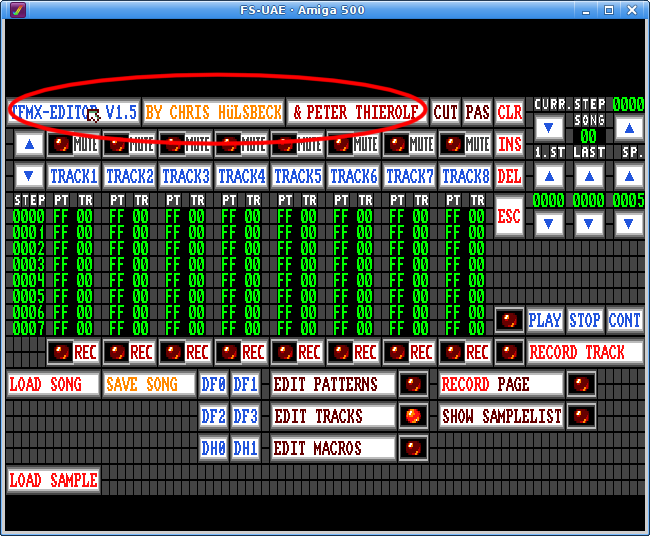 FS-UAE · Amiga 500
TFMX-EDITOR V1.5 BY CHRIS HüLSBECK & PETER THIEROLF CUT PAS CLR CURR.STEP 0000
SONG
00
MUTE MUTE MUTE MUTE MUTE MUTE MUTE MUTE INS 1.ST LAST SP.
TRACK1 TRACK2 TRACK3 TRACK4 TRACK5 TRACK6 TRACK7 TRACK8 DEL
STEP PT TR PT TR PT TR PT TR PT TR PT TR PT TR PT TR 0000 0000 0005
0000 FF 00 FF 00 FF 00 FF 00 FF 00 FF 00 FF 00 FF 00 ESC
0001 FF 00 FF 00 FF 00 FF 00 FF 00 FF 00 FF 00 FF 00
0002 FF 00 FF 00 FF 00 FF 00 FF 00 FF 00 FF 00 FF 00
0003 FF 00 FF 00 FF 00 FF 00 FF 00 FF 00 FF 00 FF 00
0004 FF 00 FF 00 FF 00 FF 00 FF 00 FF 00 FF 00 FF 00
0005 FF 00 FF 00 FF 00 FF 00 FF 00 FF 00 FF 00 FF 00
0006 FF 00 FF 00 FF 00 FF 00 FF 00 FF 00 FF 00 FF 00
0007 FF 00 FF 00 FF 00 FF 00 FF 00 FF 00 FF 00 FF 00 PLAY STOP CONT
REC REC REC REC REC REC REC REC RECORD TRACK
LOAD SONG SAVE SONG DF0 DF1 EDIT PATTERNS RECORD PAGE
DF2 DF3 EDIT TRACKS SHOW SAMPLELIST
DH0 DH1 EDIT MACROS
LOAD SAMPLE